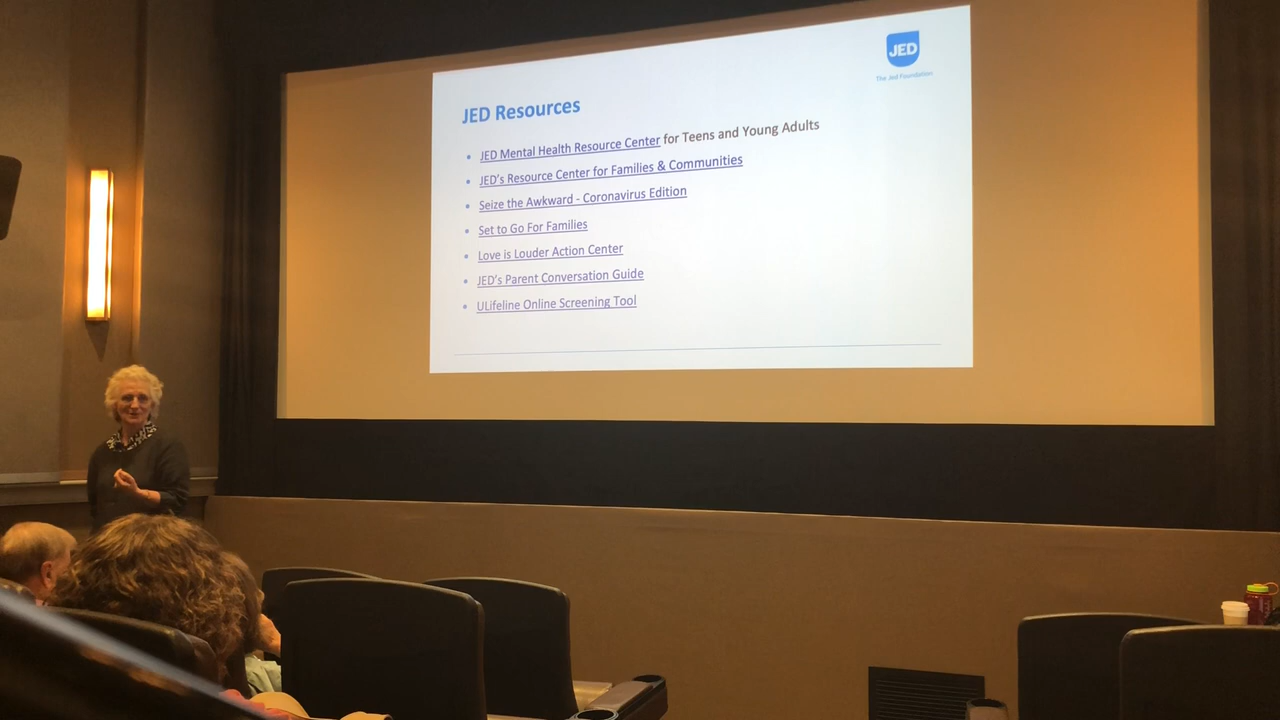 JED
The Jed Foundation
JED Resources
JED Mental Health Resource Center for Teens and Young Adults
JED's Resource Center for Families & Communities
Seize the Awkward - Coronavirus Edition
Set to Go For Families
Love is Louder Action Center
JED's Parent Conversation Guide
ULifeline Online Screening Tool